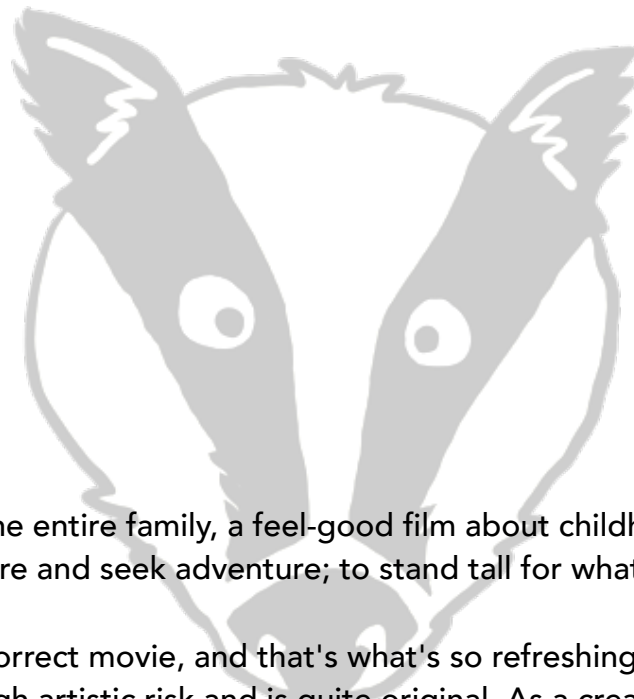 he entire family, a feel-good film about childh
re and seek adventure; to stand tall for what
orrect movie, and that's what's so refreshing
gh artistic risk and is quite original. As a crea